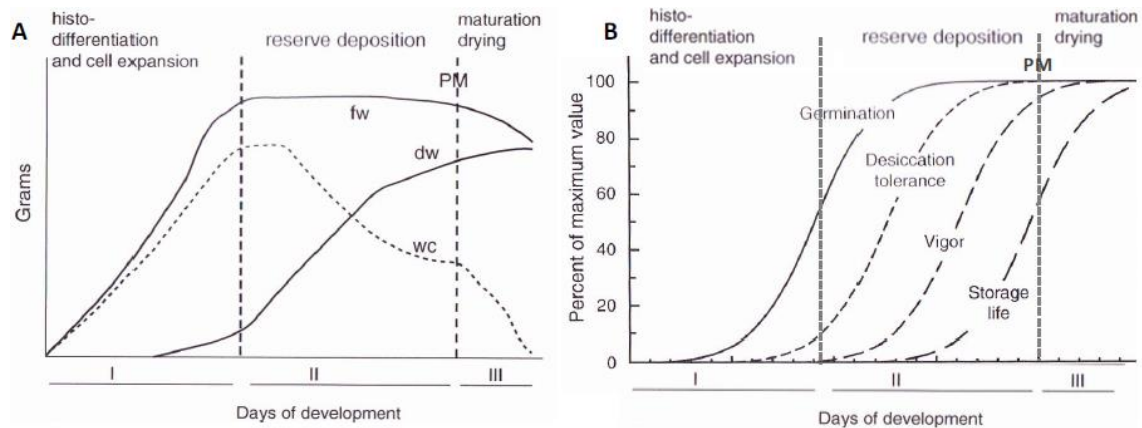 A
histo-
differentiation
and cell expansion
reserve deposition
maturation
drying
PM
fw
dw
wc
Grams
I
II
III
Days of development
B
histo-
differentiation
and cell expansion
reserve deposition
maturation
drying
PM
Percent of maximum value
100
80
60
40
20
0
Germination
Desiccation
tolerance
Vigor
Storage
life
I
II
III
Days of development